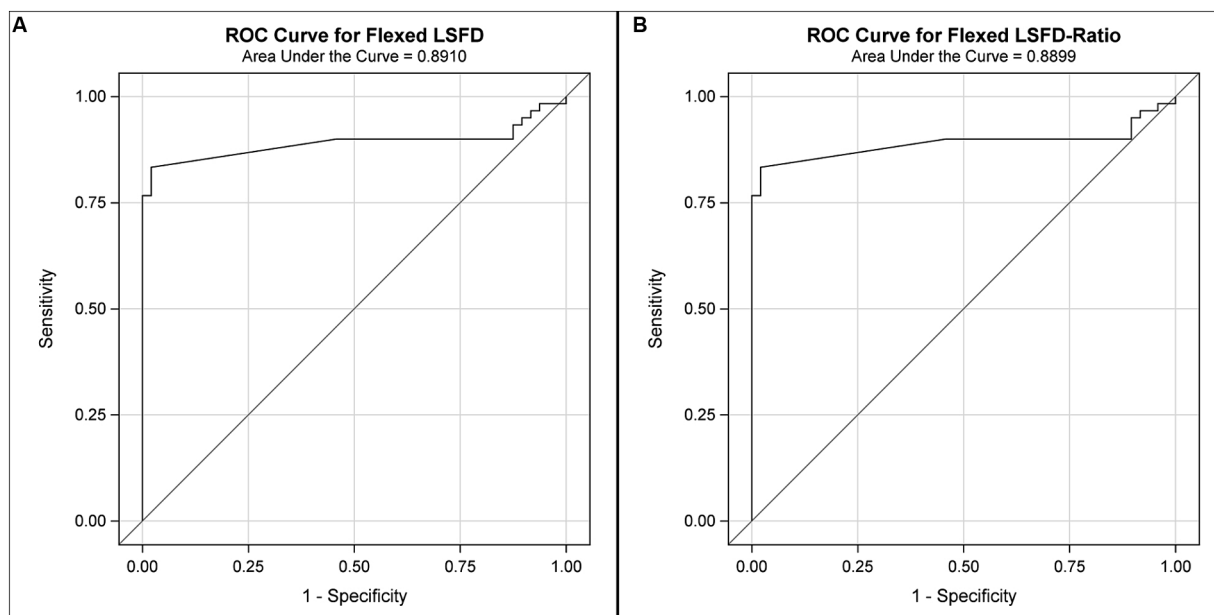 A
ROC Curve for Flexed LSFD
Area Under the Curve = 0.8910
1.00
0.75
0.50
0.25
0.00
Sensitivity
0.00 0.25 0.50 0.75 1.00
1 - Specificity
B
ROC Curve for Flexed LSFD-Ratio
Area Under the Curve = 0.8899
1.00
0.75
0.50
0.25
0.00
Sensitivity
0.00 0.25 0.50 0.75 1.00
1 - Specificity